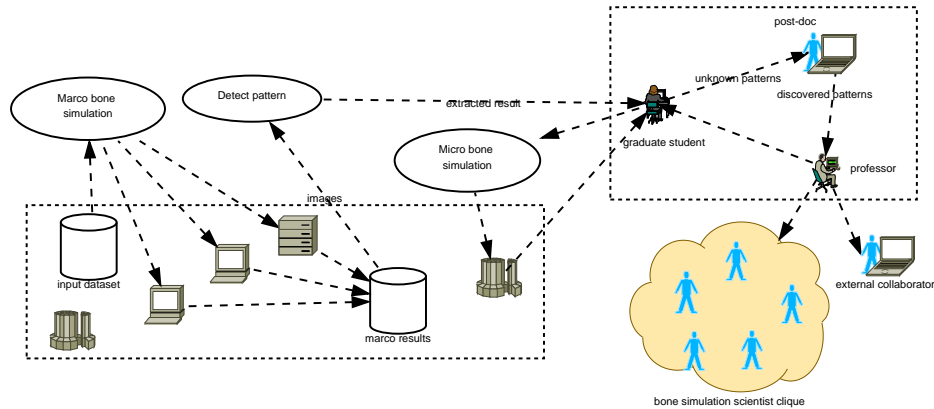 post-doc
Marco bone
simulation
Detect pattern
extracted result
unknown patterns
discovered patterns
graduate student
Micro bone
simulation
professor
images
input dataset
marco results
external collaborator
bone simulation scientist clique